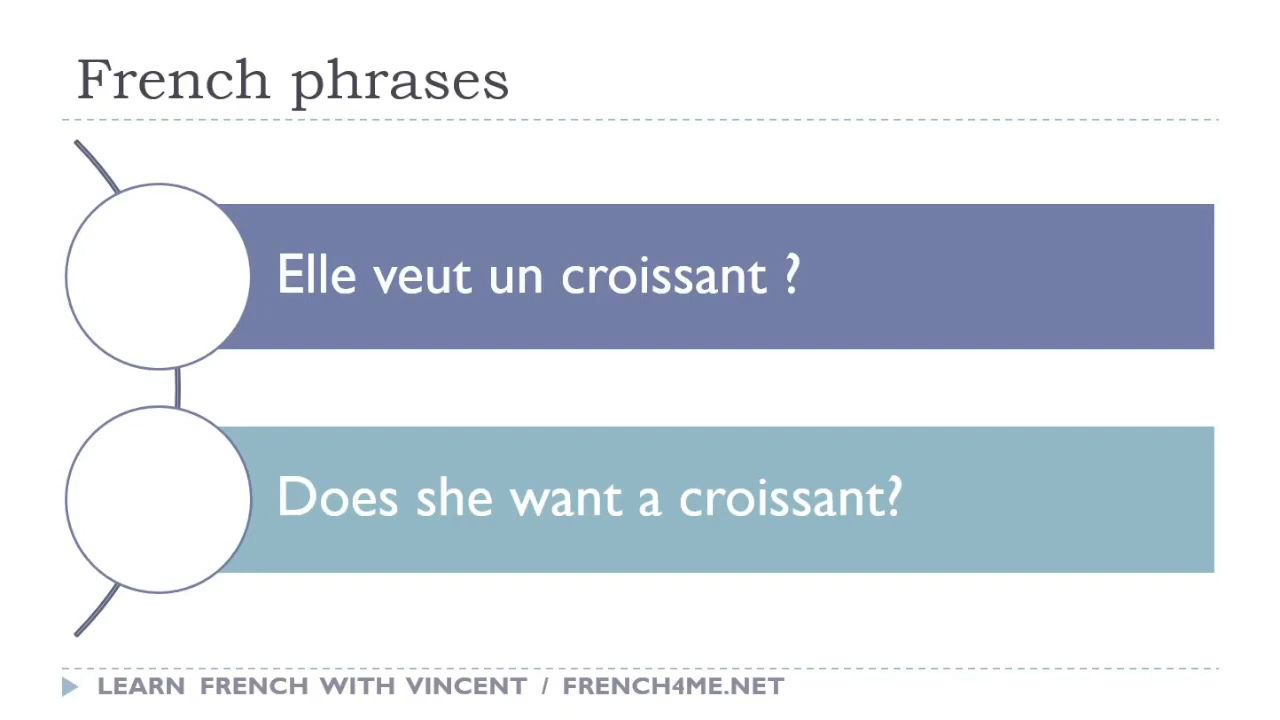 French phrases
Elle veut un croissant ?
Does she want a croissant?
LEARN FRENCH WITH VINCENT / FRENCH4ME.NET